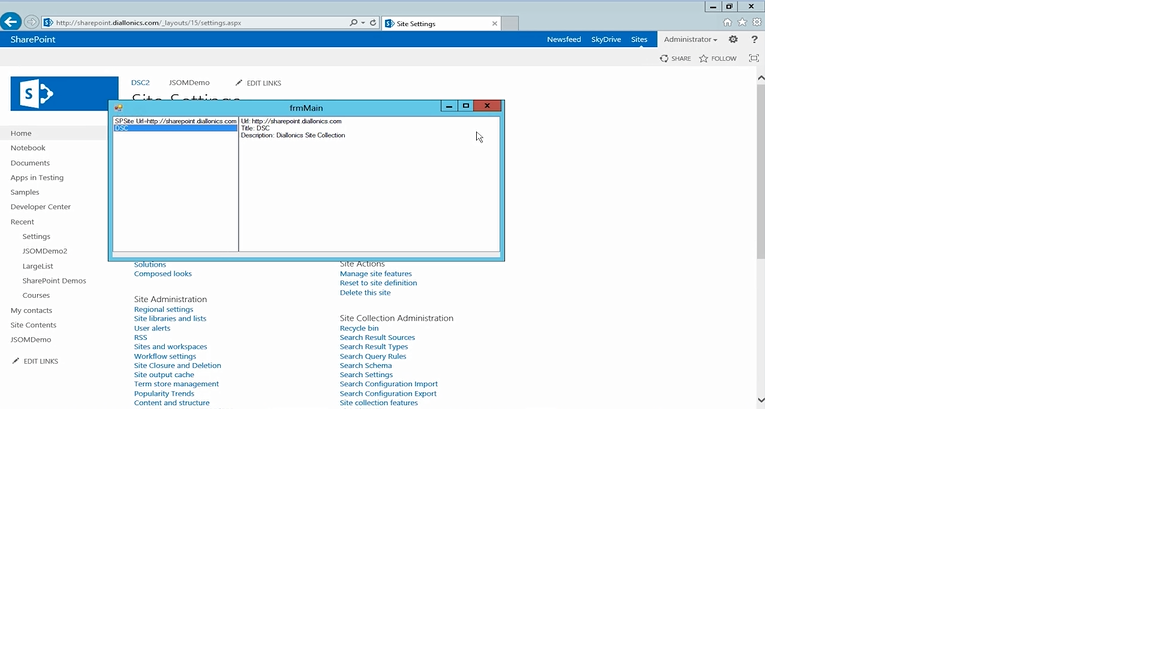 http://sharepoint.diallonics.com/_layouts/15/settings.aspx
Site Settings
SharePoint
Newsfeed
SkyDrive
Sites
Administrator
?
SHARE
FOLLOW
S
DSC2
JSOMDemo
EDIT LINKS
Site Settings
frmMain
SPSite Url=http://sharepoint.diallonics.com
DSC
Url: http://sharepoint.diallonics.com
Title: DSC
Description: Diallonics Site Collection
Home
Notebook
Documents
Apps in Testing
Samples
Developer Center
Recent
Settings
JSOMDemo2
LargeList
SharePoint Demos
Courses
My contacts
Site Contents
JSOMDemo
EDIT LINKS
Solutions
Composed looks
Site Administration
Regional settings
Site libraries and lists
User alerts
RSS
Sites and workspaces
Workflow settings
Site Closure and Deletion
Site output cache
Term store management
Popularity Trends
Content and structure
Site Actions
Manage site features
Reset to site definition
Delete this site
Site Collection Administration
Recycle bin
Search Result Sources
Search Result Types
Search Query Rules
Search Schema
Search Settings
Search Configuration Import
Search Configuration Export
Site collection features